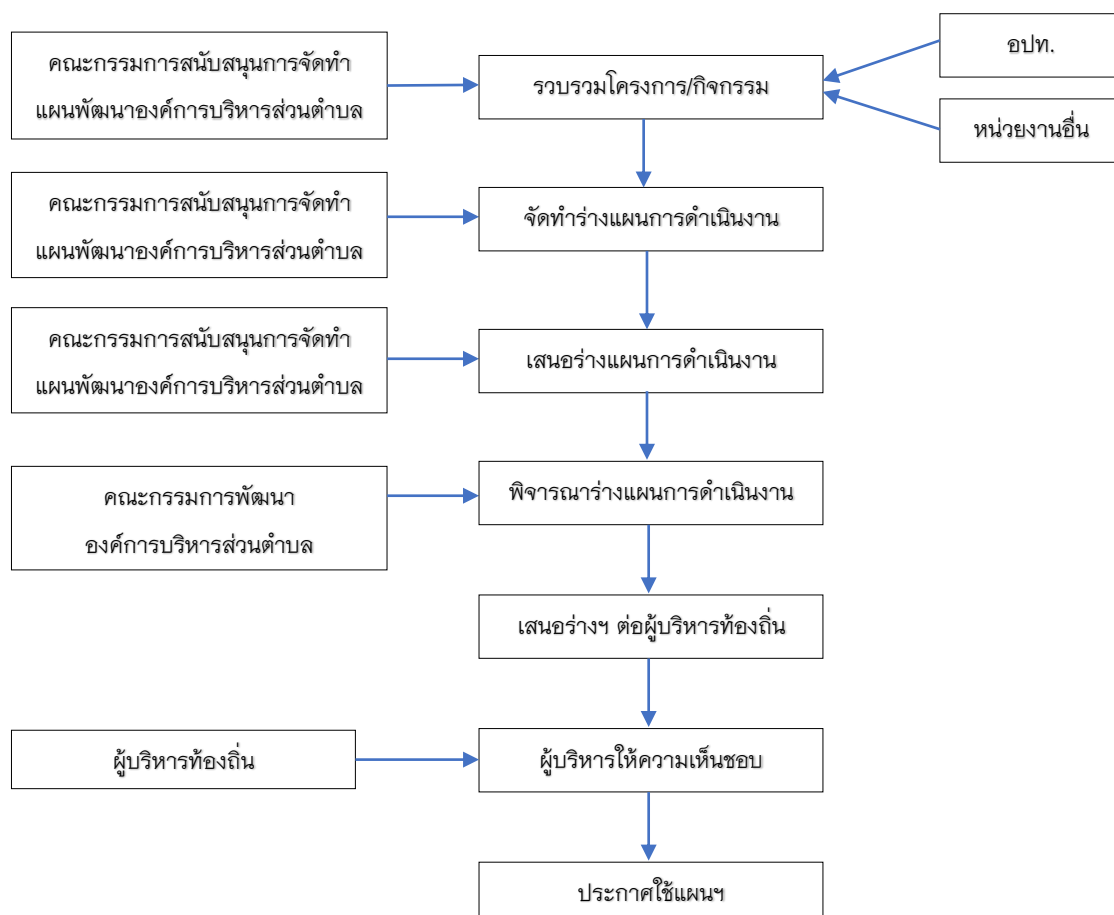 คณะกรรมการสนับสนุนการจัดทำ
แผนพัฒนาองค์การบริหารส่วนตำบล
รวบรวมโครงการ/กิจกรรม
อปท.
หน่วยงานอื่น
คณะกรรมการสนับสนุนการจัดทำ
แผนพัฒนาองค์การบริหารส่วนตำบล
จัดทำร่างแผนการดำเนินงาน
คณะกรรมการสนับสนุนการจัดทำ
แผนพัฒนาองค์การบริหารส่วนตำบล
เสนอร่างแผนการดำเนินงาน
คณะกรรมการพัฒนา
องค์การบริหารส่วนตำบล
พิจารณาร่างแผนการดำเนินงาน
เสนอร่างฯ ต่อผู้บริหารท้องถิ่น
ผู้บริหารท้องถิ่น
ผู้บริหารให้ความเห็นชอบ
ประกาศใช้แผนฯ